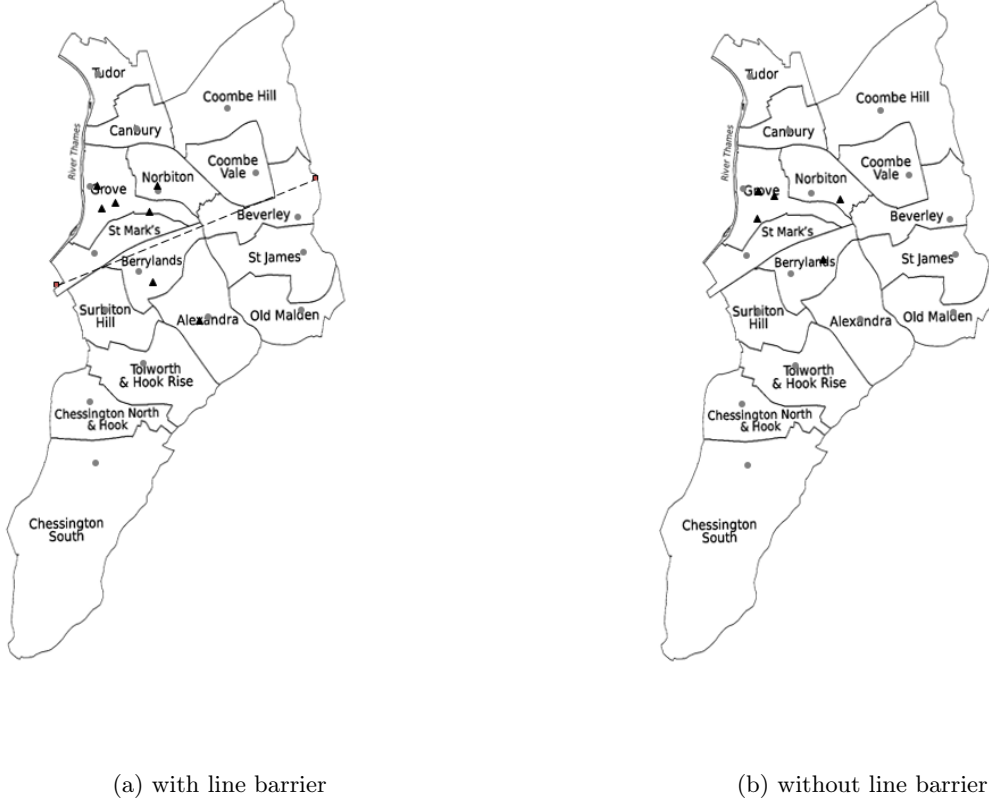 Tudor
Coombe Hill
Canbury
River Thames
Coombe
Vale
Norbiton
Grove
Beverley
St Mark's
Berrylands
St James
Surbiton
Hill
Alexandra
Old Malden
Tolworth
& Hook Rise
Chessington North
& Hook
Chessington
South
(a) with line barrier
Tudor
Coombe Hill
Canbury
River Thames
Coombe
Vale
Norbiton
Grove
Beverley
St Mark's
Berrylands
St James
Surbiton
Hill
Alexandra
Old Malden
Tolworth
& Hook Rise
Chessington North
& Hook
Chessington
South
(b) without line barrier